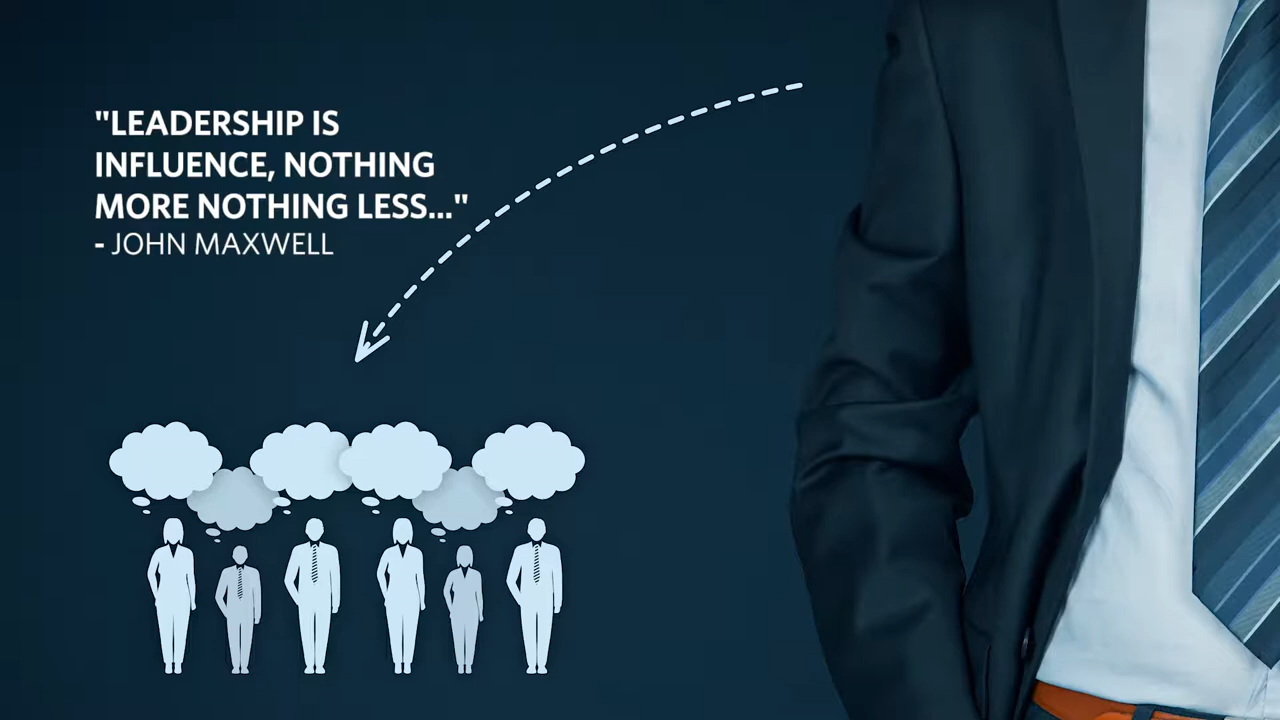 "LEADERSHIP IS
INFLUENCE, NOTHING
MORE NOTHING LESS..."
- JOHN MAXWELL